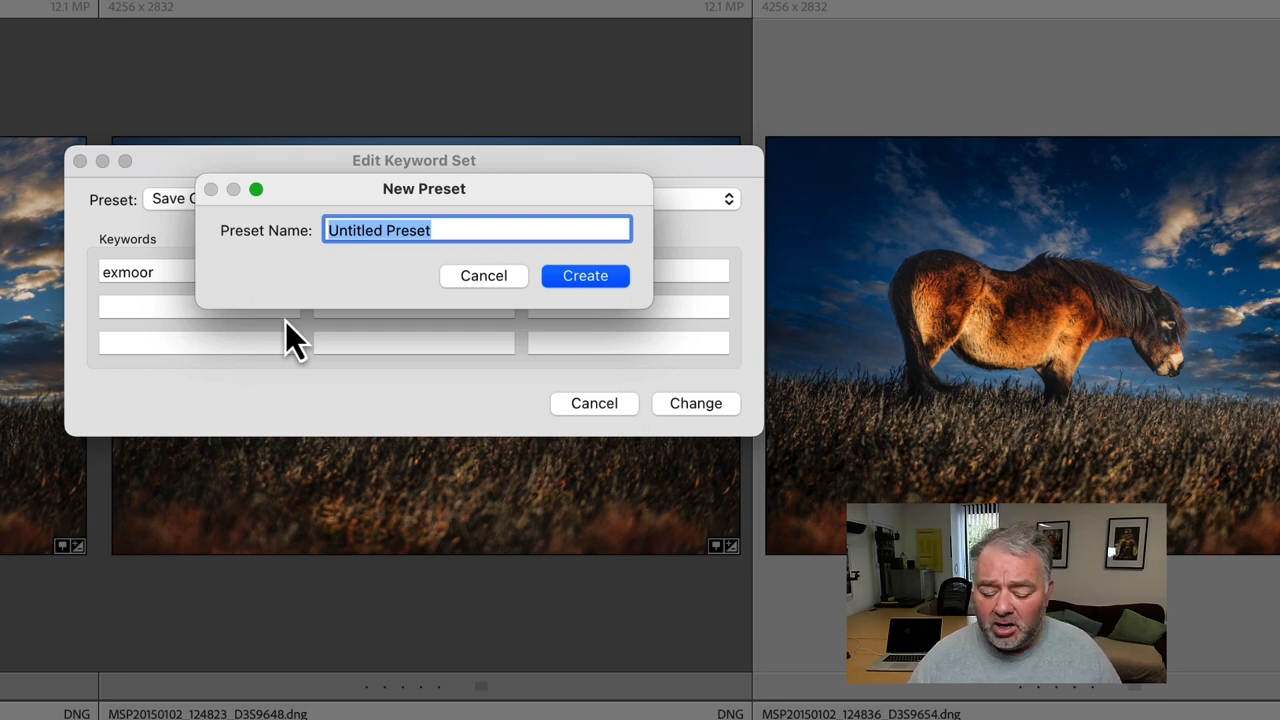 12.1 MP
4256 x 2832
12.1 MP
4256 x 2832
Edit Keyword Set
Preset:
Save
New Preset
Preset Name:
Untitled Preset
Keywords
exmoor
Cancel
Create
Cancel
Change
DNG
MSP20150102_124823_D3S9648.dng
DNG
MSP20150102_124836_D3S9654.dng